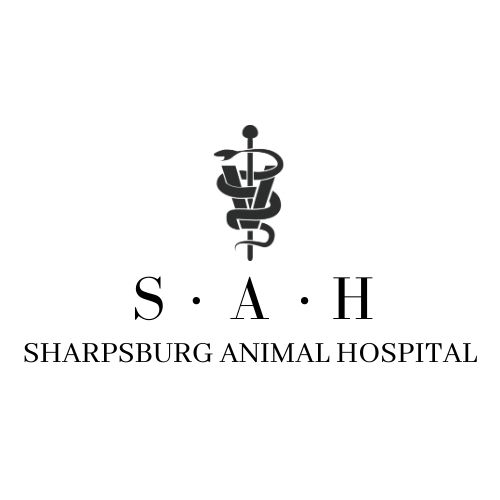 V
S · A · H
SHARPSBURG ANIMAL HOSPITAL